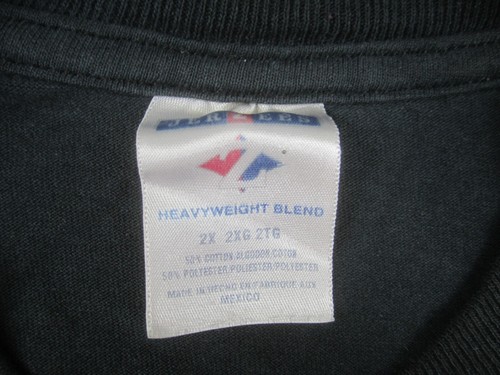 JERZEES
HEAVYWEIGHT BLEND
2X 2XG 2TG
50% COTTON/ALGODON/COTON
50% POLYESTER/POLIESTER/POLYESTER
MADE IN/HECHO EN/FABRIQUE AUX
MEXICO